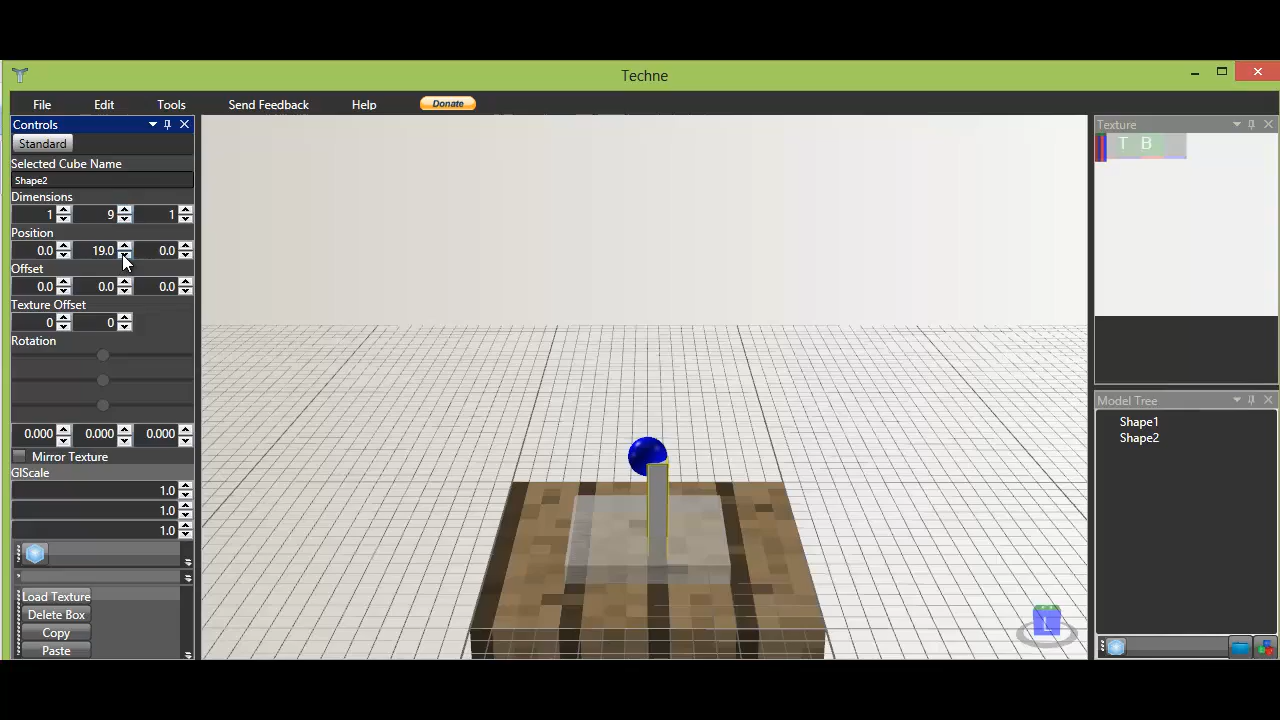 Techne
File Edit Tools Send Feedback Help Donate
Controls
Standard
Selected Cube Name
Shape2
Dimensions
1 9 1
Position
0.0 19.0 0.0
Offset
0.0 0.0 0.0
Texture Offset
0 0
Rotation
0.000 0.000 0.000
Mirror Texture
GlScale
1.0
1.0
1.0
Load Texture
Delete Box
Copy
Paste
L
Texture
T B
Model Tree
Shape1
Shape2